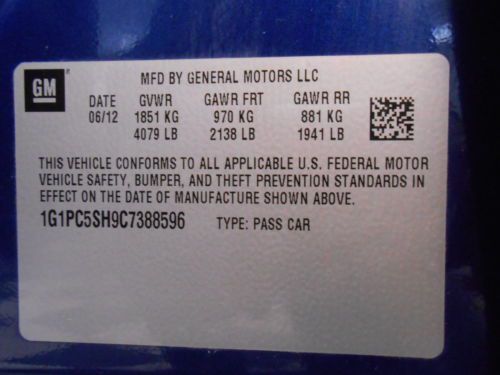 GM
MFD BY GENERAL MOTORS LLC
DATE GVWR GAWR FRT GAWR RR
06/12 1851 KG 970 KG 881 KG
4079 LB 2138 LB 1941 LB
THIS VEHICLE CONFORMS TO ALL APPLICABLE U.S. FEDERAL MOTOR
VEHICLE SAFETY, BUMPER, AND THEFT PREVENTION STANDARDS IN
EFFECT ON THE DATE OF MANUFACTURE SHOWN ABOVE.
1G1PC5SH9C7388596 TYPE: PASS CAR